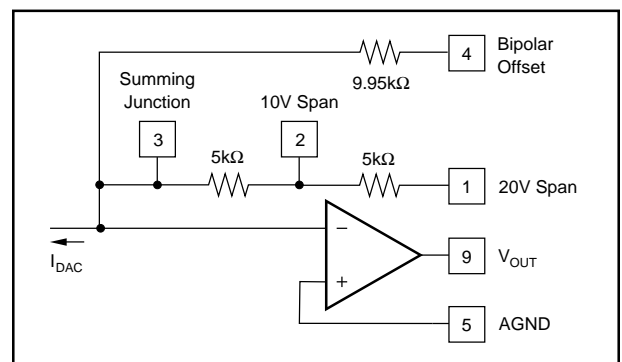 4
Bipolar
Offset
9.95kΩ
Summing
Junction
10V Span
3
2
5kΩ
5kΩ
1
20V Span
−
+
I_DAC
9
V_OUT
5
AGND